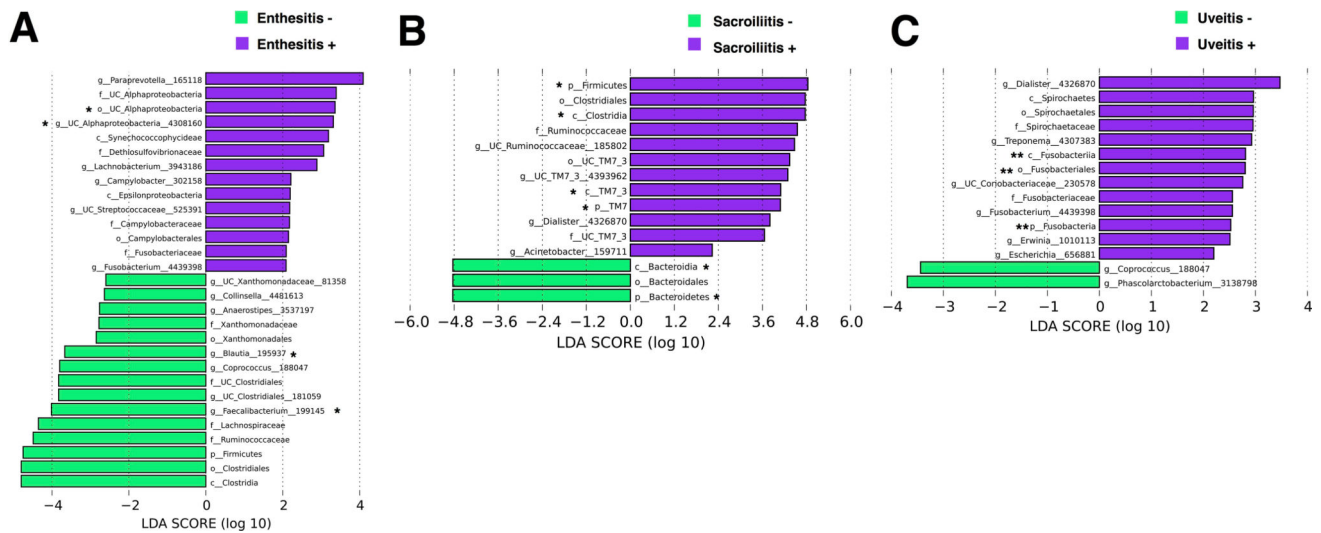 A
Enthesitis -
Enthesitis +
g__Paraprevotella__165118
f__UC_Alphaproteobacteria
* o__UC_Alphaproteobacteria
* g__UC_Alphaproteobacteria__4308160
c__Synechococcophycideae
f__Dethiosulfovibrionaceae
g__Lachnobacterium__3943186
g__Campylobacter__302158
c__Epsilonproteobacteria
g__UC_Streptococcaceae__525391
f__Campylobacteraceae
o__Campylobacterales
f__Fusobacteriaceae
g__Fusobacterium__4439398
g__UC_Xanthomonadaceae__81358
g__Collinsella__4481613
g__Anaerostipes__3537197
f__Xanthomonadaceae
o__Xanthomonadales
g__Blautia__195937 *
g__Coprococcus__188047
f__UC_Clostridiales
g__UC_Clostridiales__181059
g__Faecalibacterium__199145 *
f__Lachnospiraceae
f__Ruminococcaceae
p__Firmicutes
o__Clostridiales
c__Clostridia
−4 −2 0 2 4
LDA SCORE (log 10)
B
Sacroiliitis -
Sacroiliitis +
* p__Firmicutes
o__Clostridiales
* c__Clostridia
f__Ruminococcaceae
g__UC_Ruminococcaceae__185802
o__UC_TM7_3
g__UC_TM7_3__4393962
* c__TM7_3
* p__TM7
g__Dialister__4326870
f__UC_TM7_3
g__Acinetobacter__159711
c__Bacteroidia *
o__Bacteroidales
p__Bacteroidetes *
−6.0 −4.8 −3.6 −2.4 −1.2 0.0 1.2 2.4 3.6 4.8 6.0
LDA SCORE (log 10)
C
Uveitis -
Uveitis +
g__Dialister__4326870
c__Spirochaetes
o__Spirochaetales
f__Spirochaetaceae
g__Treponema__4307383
** c__Fusobacteriia
** o__Fusobacteriales
g__UC_Coriobacteriaceae__230578
f__Fusobacteriaceae
g__Fusobacterium__4439398
**p__Fusobacteria
g__Erwinia__1010113
g__Escherichia__656881
g__Coprococcus__188047
g__Phascolarctobacterium__3138798
−4 −3 −2 −1 0 1 2 3 4
LDA SCORE (log 10)